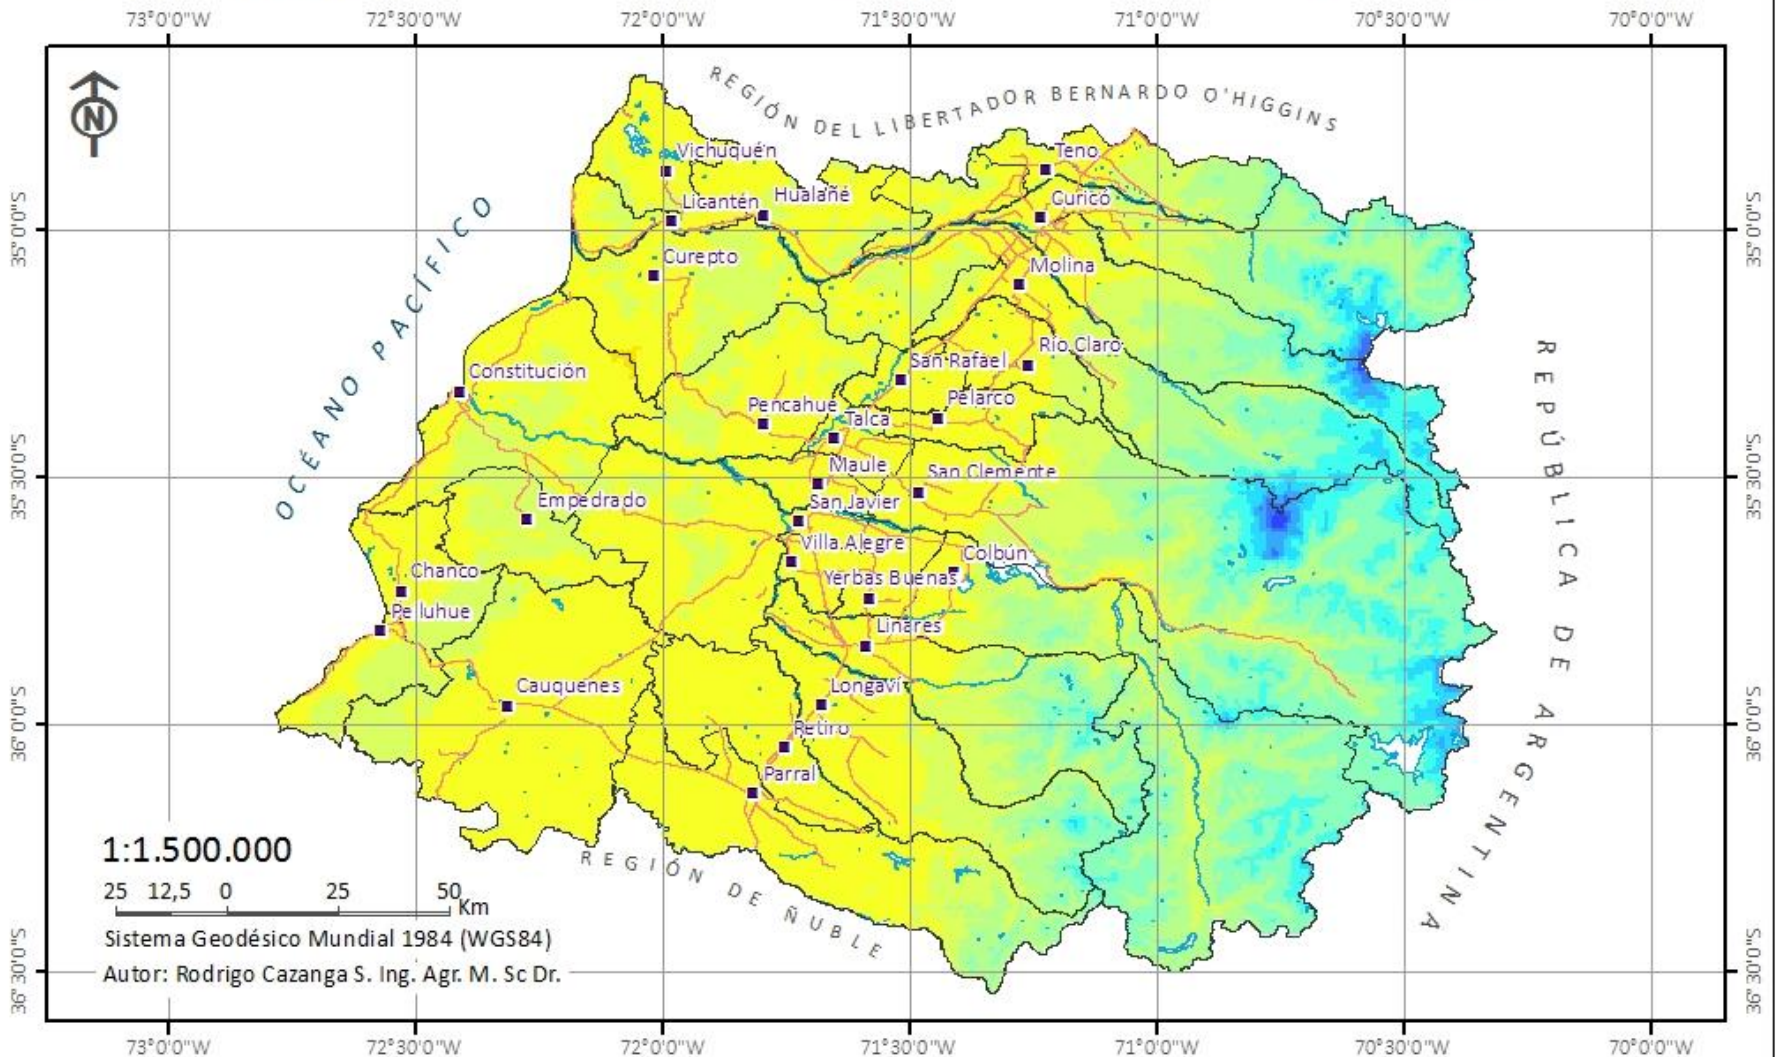 73°0'0"W 72°30'0"W 72°0'0"W 71°30'0"W 71°0'0"W 70°30'0"W 70°0'0"W
N
REGIÓN DEL LIBERTADOR BERNARDO O'HIGGINS
Vichuquén
Teno
Licantén
Hualañé
Curicó
35°0'0"S
35°0'0"S
OCÉANO PACÍFICO
Curepto
Molina
Río Claro
San Rafael
Constitución
Pelarco
Pencahue
Talca
REPÚBLICA DE ARGENTINA
Maule
San Clemente
35°30'0"S
35°30'0"S
Empedrado
San Javier
Villa Alegre
Colbún
Chanco
Yerbas Buenas
Pelluhue
Linares
Cauquenes
Longaví
36°0'0"S
36°0'0"S
Retiro
Parral
1:1.500.000
REGIÓN DE ÑUBLE
25 12,5 0 25 50
Km
Sistema Geodésico Mundial 1984 (WGS84)
Autor: Rodrigo Cazanga S. Ing. Agr. M. Sc Dr.
36°30'0"S
36°30'0"S
73°0'0"W 72°30'0"W 72°0'0"W 71°30'0"W 71°0'0"W 70°30'0"W 70°0'0"W